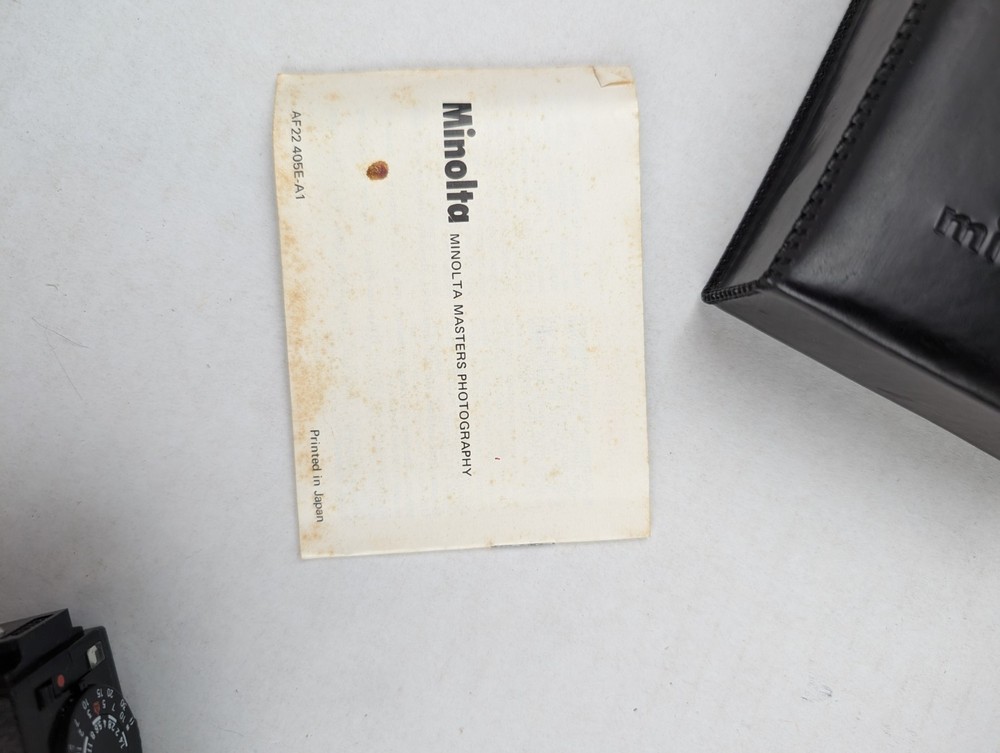 Minolta MINOLTA MASTERS PHOTOGRAPHY
AF22 405E-A1
Printed in Japan